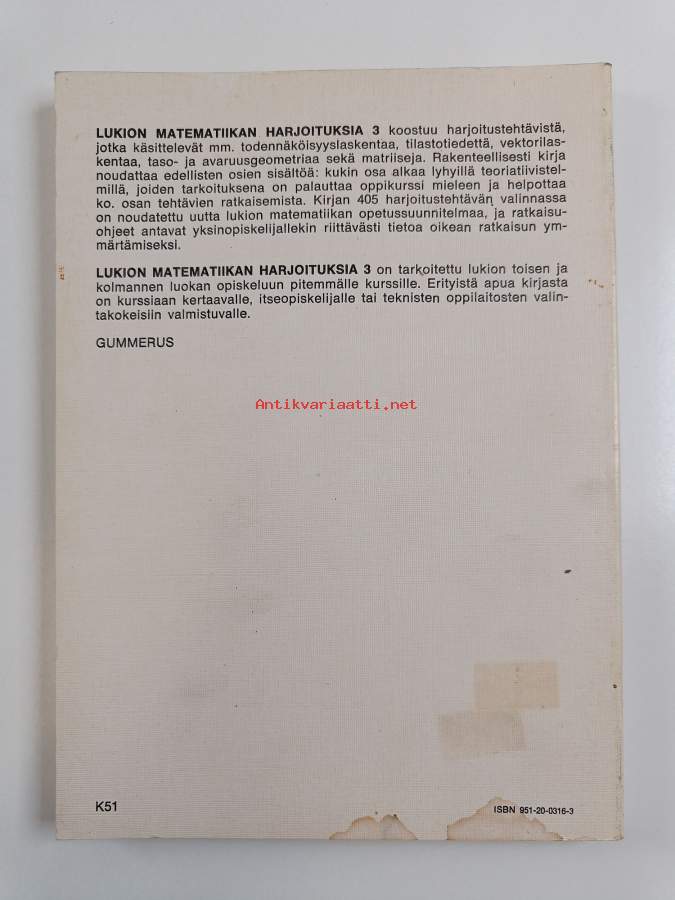 LUKION MATEMATIIKAN HARJOITUKSIA 3 koostuu harjoitustehtävistä,
jotka käsittelevät mm. todennäköisyyslaskentaa, tilastotiedettä, vektorilas-
kentaa, taso- ja avaruusgeometriaa sekä matriiseja. Rakenteellisesti kirja
noudattaa edellisten osien sisältöä: kukin osa alkaa lyhyillä teoriatiivistel-
millä, joiden tarkoituksena on palauttaa oppikurssi mieleen ja helpottaa
ko. osan tehtävien ratkaisemista. Kirjan 405 harjoitustehtävän valinnassa
on noudatettu uutta lukion matematiikan opetussuunnitelmaa, ja ratkaisu-
ohjeet antavat yksinopiskelijallekin riittävästi tietoa oikean ratkaisun ym-
märtämiseksi.
LUKION MATEMATIIKAN HARJOITUKSIA 3 on tarkoitettu lukion toisen ja
kolmannen luokan opiskeluun pitemmälle kurssille. Erityistä apua kirjasta
on kurssiaan kertaavalle, itseopiskelijalle tai teknisten oppilaitosten valin-
takokeisiin valmistuvalle.
GUMMERUS
Antikvariaatti.net
K51
ISBN 951-20-0316-3